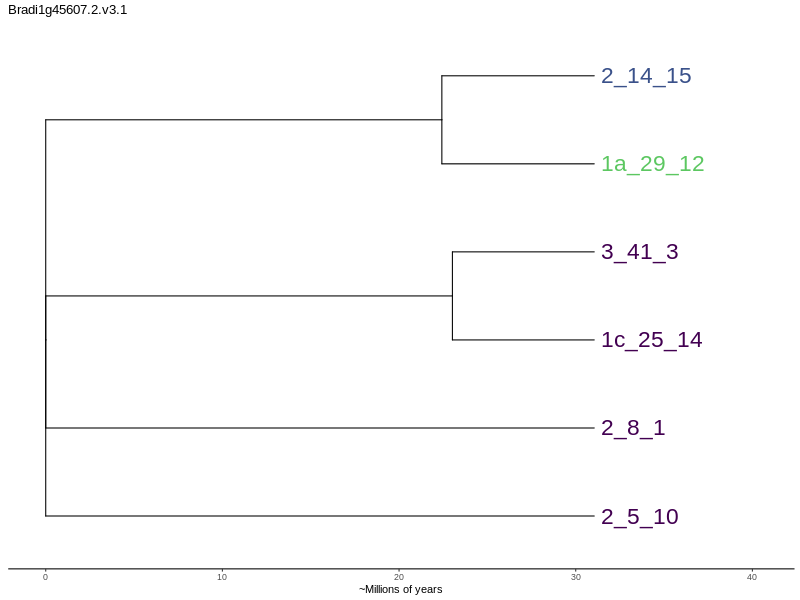 Bradi1g45607.2.v3.1
2_14_15
1a_29_12
3_41_3
1c_25_14
2_8_1
2_5_10
0 10 20 30 40
~Millions of years